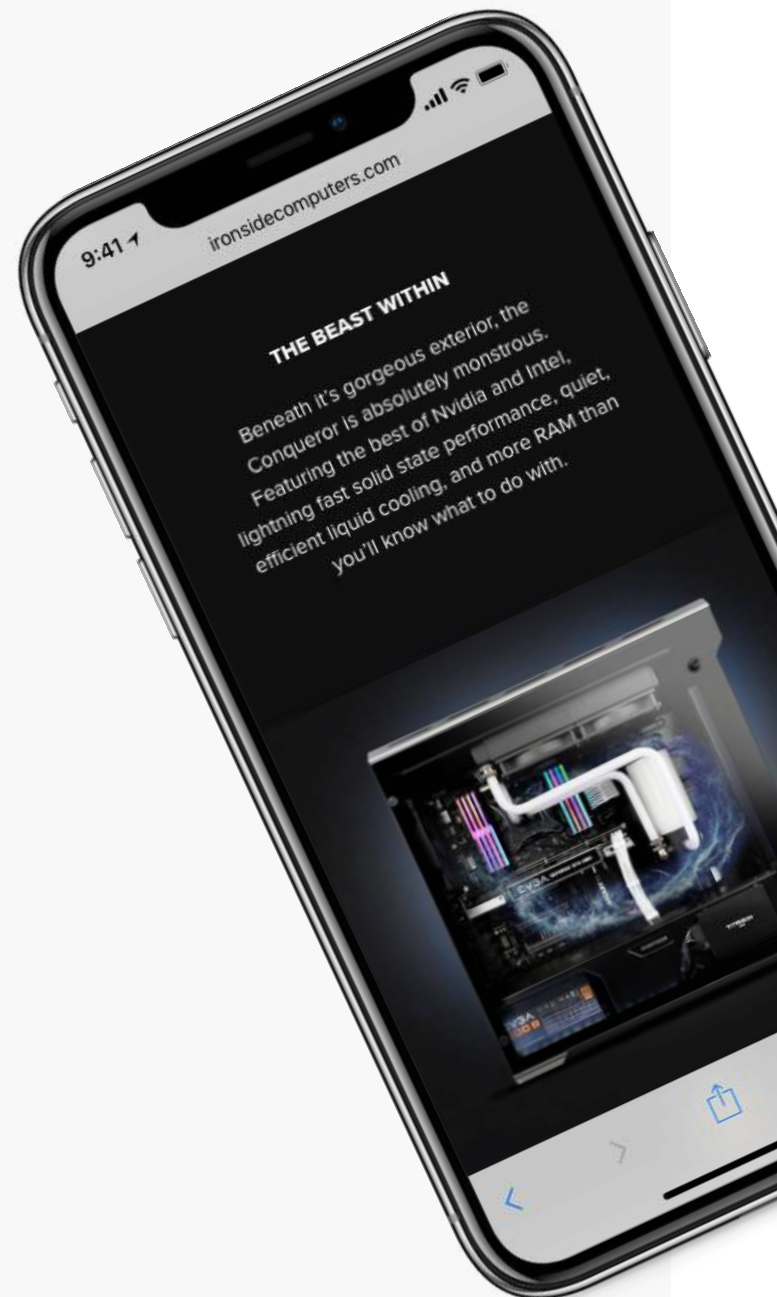 9:41
ironsidecomputers.com
THE BEAST WITHIN
Beneath it's gorgeous exterior, the
Conqueror is absolutely monstrous.
Featuring the best of Nvidia and Intel,
lightning fast solid state performance, quiet,
efficient liquid cooling, and more RAM than
you'll know what to do with.
EVGA